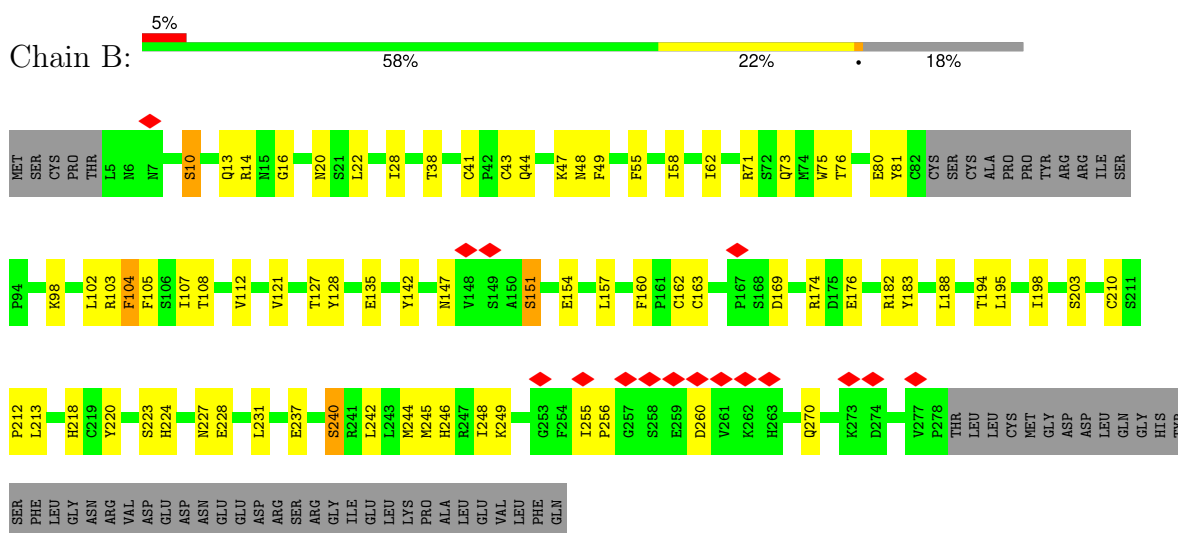 5%
Chain B:
58% 22% • 18%
MET SER CYS PRO THR L5 N6 N7 S10 Q13 R14 N15 G16 N20 S21 L22 I28 T38 C41 P42 C43 Q44 K47 N48 F49 F55 I58 I62 R71 S72 Q73 M74 W75 T76 E80 Y81 C82 CYS SER CYS ALA PRO PRO TYR ARG ARG ILE SER
P94 K98 L102 R103 F104 F105 S106 I107 T108 V112 V121 T127 Y128 E135 Y142 N147 V148 S149 A150 S151 E154 L157 F160 P161 C162 C163 P167 S168 D169 R174 D175 E176 R182 Y183 L188 T194 L195 I198 S203 C210 S211
P212 L213 H218 C219 Y220 S223 H224 N227 E228 L231 E237 S240 R241 L242 L243 M244 M245 H246 R247 I248 K249 G253 F254 I255 P256 G257 S258 E259 D260 V261 K262 H263 Q270 K273 D274 V277 P278 THR LEU LEU CYS MET GLY ASP ASP LEU GLN GLY HIS TYR
SER PHE LEU GLY ASN ARG VAL ASP GLU ASP ASN GLU GLU ASP ARG SER ARG GLY ILE GLU LEU LEU LYS PRO ALA LEU GLU VAL LEU PHE GLN